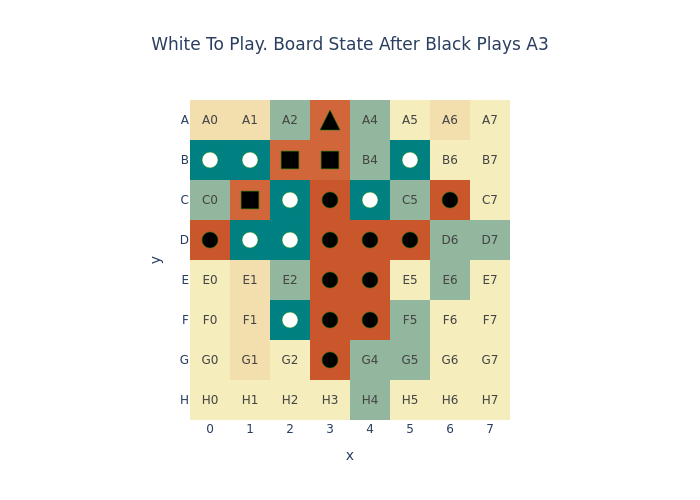 White To Play. Board State After Black Plays A3
A A0 A1 A2 A4 A5 A6 A7
B B4 B6 B7
C C0 C5 C7
D D6 D7
E E0 E1 E2 E5 E6 E7
F F0 F1 F5 F6 F7
G G0 G1 G2 G4 G5 G6 G7
H H0 H1 H2 H3 H4 H5 H6 H7
0 1 2 3 4 5 6 7
x
y